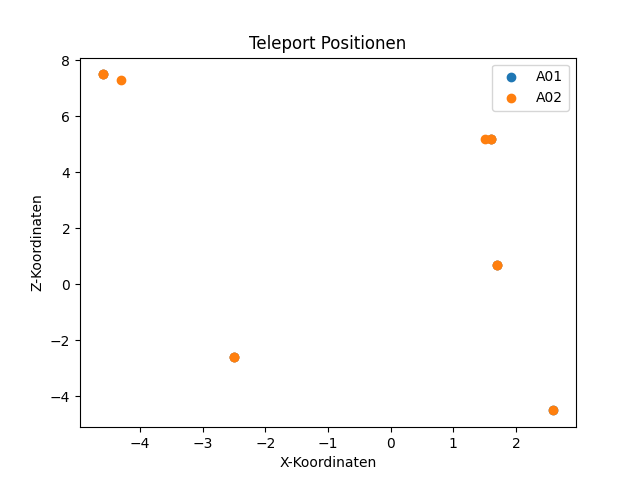 Teleport Positionen
A01
A02
8
6
4
2
0
−2
−4
Z-Koordinaten
−4
−3
−2
−1
0
1
2
X-Koordinaten